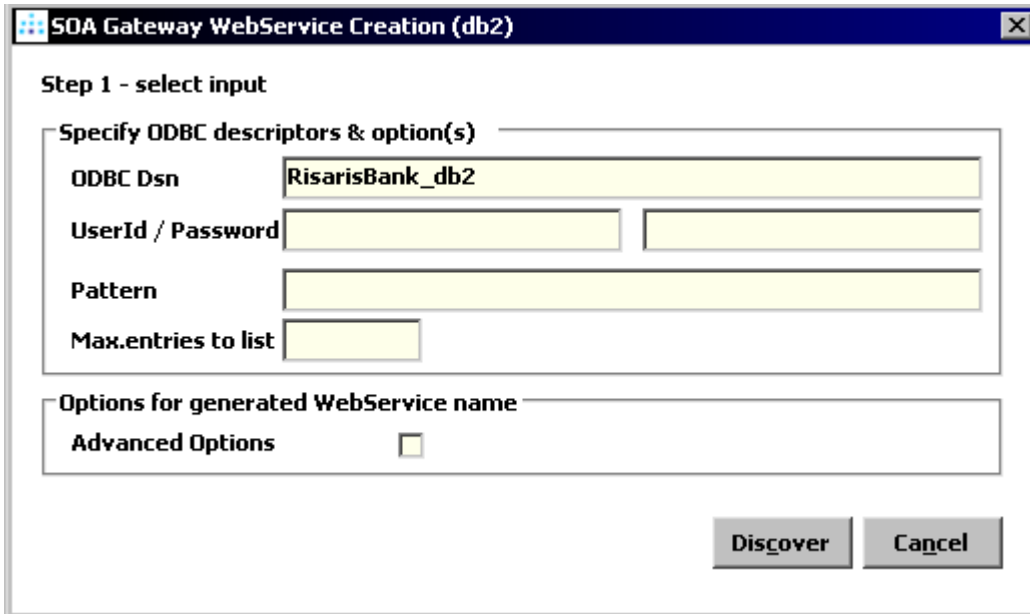 SOA Gateway WebService Creation (db2)
Step 1 - select input
Specify ODBC descriptors & option(s)
ODBC Dsn RisarisBank_db2
UserId / Password
Pattern
Max.entries to list
Options for generated WebService name
Advanced Options
Discover Cancel